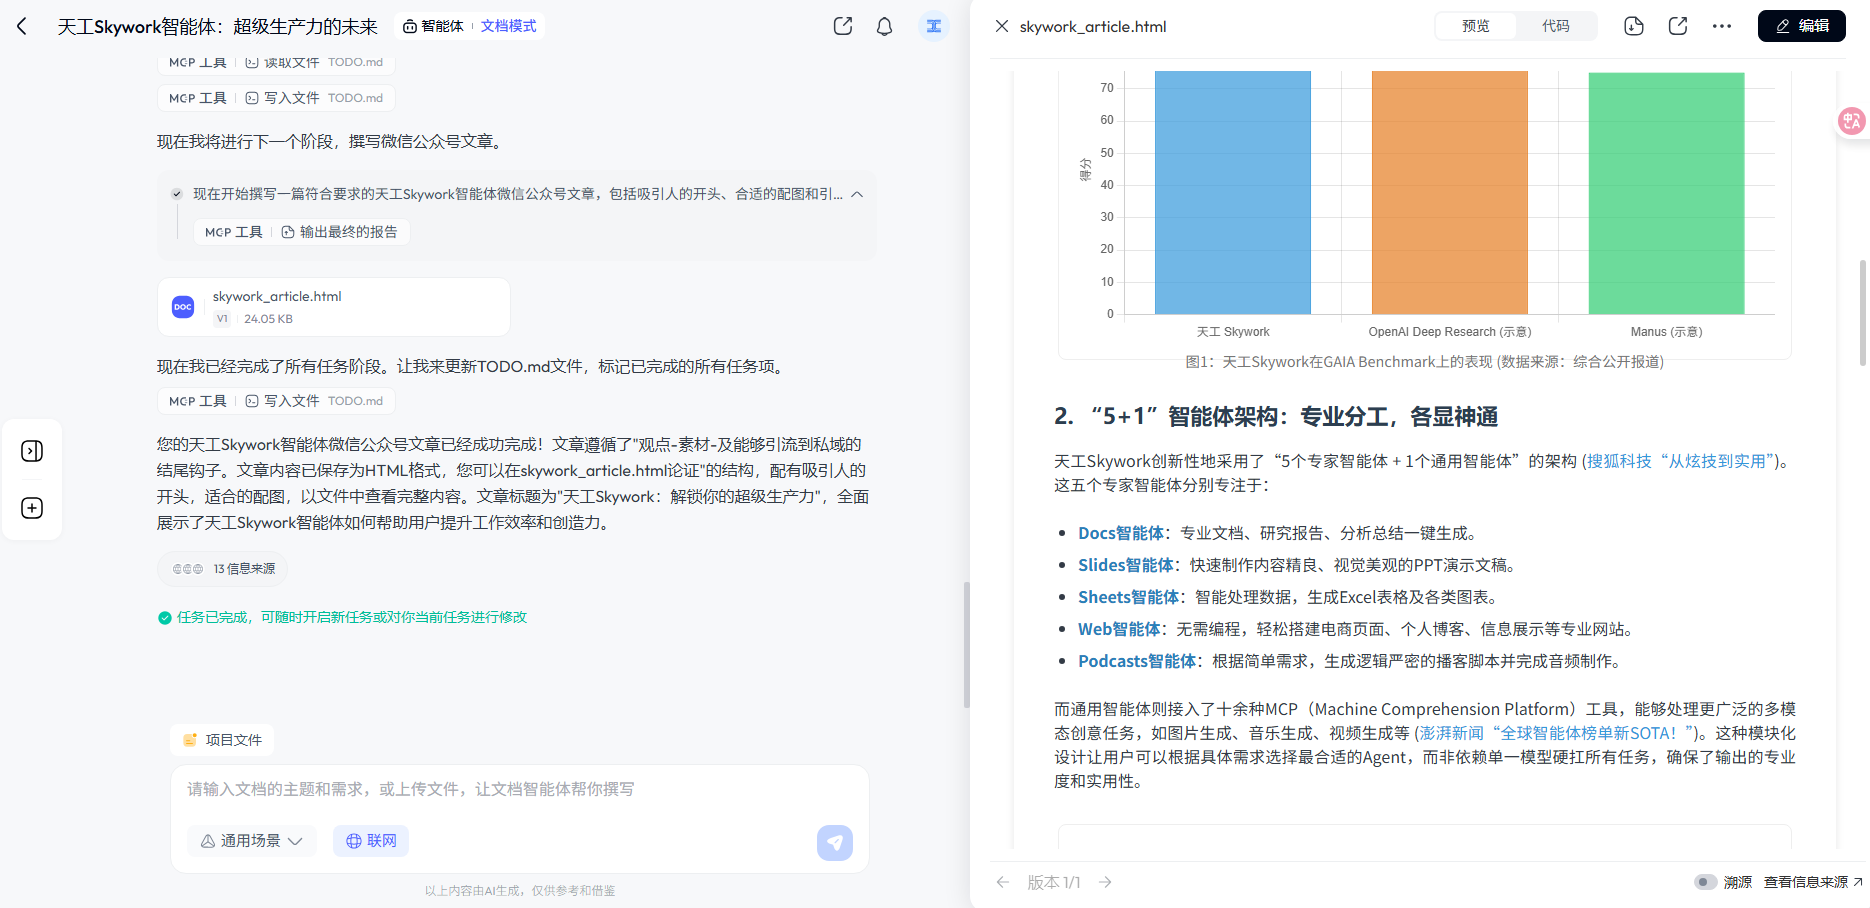 天工Skywork智能体：超级生产力的未来
智能体
文档模式
MCP 工具
读取文件 TODO.md
MCP 工具
写入文件 TODO.md
现在我将进行下一个阶段，撰写微信公众号文章。
现在开始撰写一篇符合要求的天工Skywork智能体微信公众号文章，包括吸引人的开头、合适的配图和引...
MCP 工具
输出最终的报告
DOC
skywork_article.html
V1
24.05 KB
现在我已经完成了所有任务阶段。让我来更新TODO.md文件，标记已完成的所有任务项。
MCP 工具
写入文件 TODO.md
您的天工Skywork智能体微信公众号文章已经成功完成！文章遵循了"观点-素材-及能够引流到私域的
结尾钩子。文章内容已保存为HTML格式，您可以在skywork_article.html论证"的结构，配有吸引人的
开头，适合的配图，以文件中查看完整内容。文章标题为"天工Skywork：解锁你的超级生产力"，全面
展示了天工Skywork智能体如何帮助用户提升工作效率和创造力。
13 信息来源
任务已完成，可随时开启新任务或对你当前任务进行修改
项目文件
请输入文档的主题和需求，或上传文件，让文档智能体帮你撰写
通用场景
联网
以上内容由AI生成，仅供参考和借鉴
skywork_article.html
预览
代码
编辑
70
60
50
40
30
20
10
0
得分
天工 Skywork
OpenAI Deep Research (示意)
Manus (示意)
图1：天工Skywork在GAIA Benchmark上的表现 (数据来源：综合公开报道)
2. “5+1”智能体架构：专业分工，各显神通
天工Skywork创新性地采用了“5个专家智能体 + 1个通用智能体”的架构 (搜狐科技“从炫技到实用”)。
这五个专家智能体分别专注于：
Docs智能体：专业文档、研究报告、分析总结一键生成。
Slides智能体：快速制作内容精良、视觉美观的PPT演示文稿。
Sheets智能体：智能处理数据，生成Excel表格及各类图表。
Web智能体：无需编程，轻松搭建电商页面、个人博客、信息展示等专业网站。
Podcasts智能体：根据简单需求，生成逻辑严密的播客脚本并完成音频制作。
而通用智能体则接入了十余种MCP（Machine Comprehension Platform）工具，能够处理更广泛的多模
态创意任务，如图片生成、音乐生成、视频生成等 (澎湃新闻“全球智能体榜单新SOTA！”)。这种模块化
设计让用户可以根据具体需求选择最合适的Agent，而非依赖单一模型硬扛所有任务，确保了输出的专业
度和实用性。
版本 1/1
溯源
查看信息来源